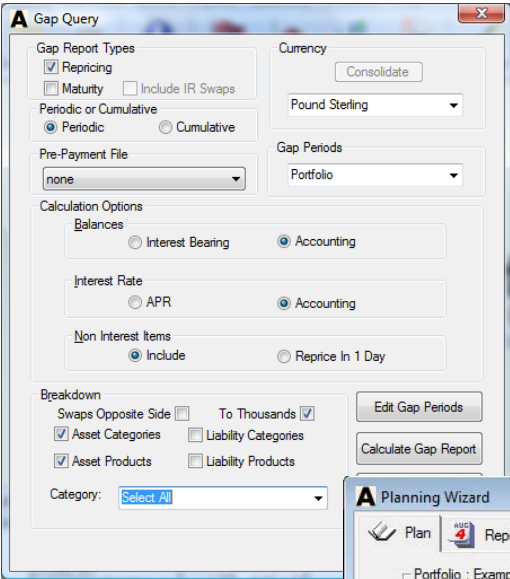 A Gap Query
Gap Report Types
Repricing
Maturity Include IR Swaps
Periodic or Cumulative
Periodic Cumulative
Pre-Payment File
none
Currency
Consolidate
Pound Sterling
Gap Periods
Portfolio
Calculation Options
Balances
Interest Bearing Accounting
Interest Rate
APR Accounting
Non Interest Items
Include Reprice In 1 Day
Breakdown
Swaps Opposite Side To Thousands
Asset Categories Liability Categories
Asset Products Liability Products
Category: Select All
Edit Gap Periods
Calculate Gap Report
A Planning Wizard
Plan AUG 4 Rep
Portfolio : Examp